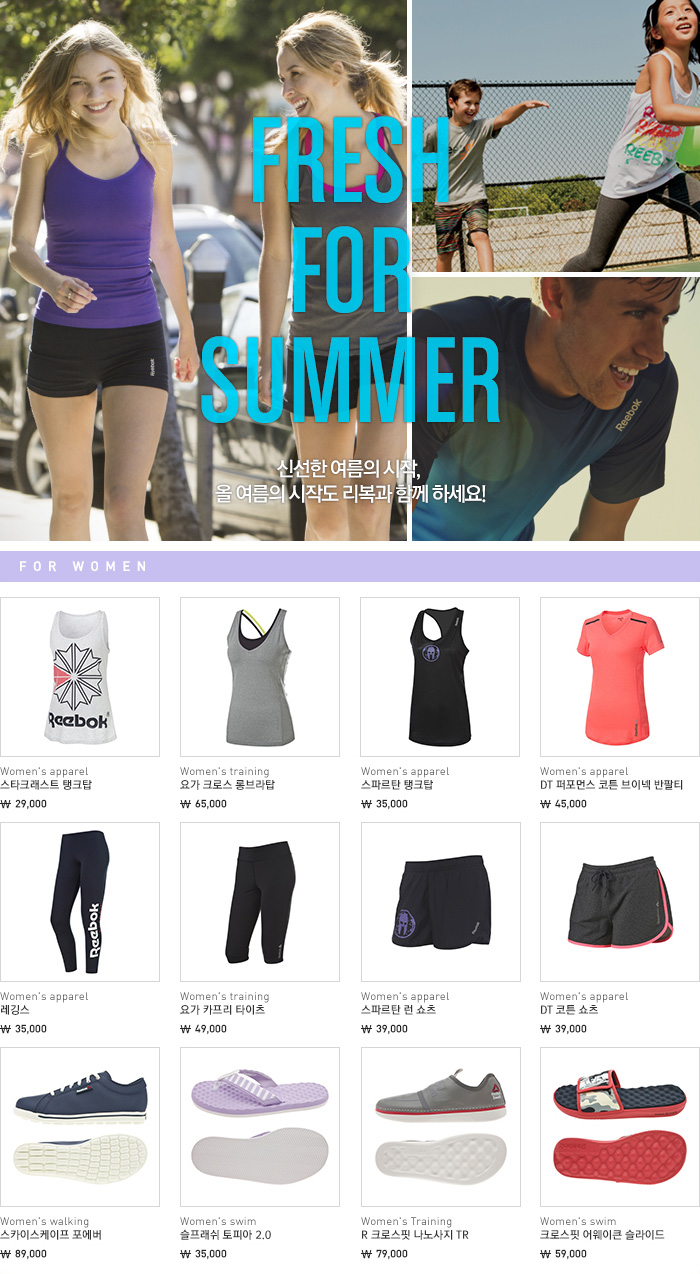 FRESH
FOR
SUMMER
신선한 여름의 시작,
올 여름의 시작도 리복과 함께 하세요!
REEB
Reebok
Reebok
FOR WOMEN
Reebok
Women's apparel
스타크래스트 탱크탑
₩ 29,000
Women's training
요가 크로스 롱브라탑
₩ 65,000
Women's apparel
스파르탄 탱크탑
₩ 35,000
Women's apparel
DT 퍼포먼스 코튼 브이넥 반팔티
₩ 45,000
Reebok
Women's apparel
레깅스
₩ 35,000
Women's training
요가 카프리 타이츠
₩ 49,000
Women's apparel
스파르탄 런 쇼츠
₩ 39,000
Women's apparel
DT 코튼 쇼츠
₩ 39,000
Women's walking
스카이스케이프 포에버
₩ 89,000
Women's swim
슬프래쉬 토피아 2.0
₩ 35,000
Women's Training
R 크로스핏 나노사지 TR
₩ 79,000
Women's swim
크로스핏 어웨이큰 슬라이드
₩ 59,000